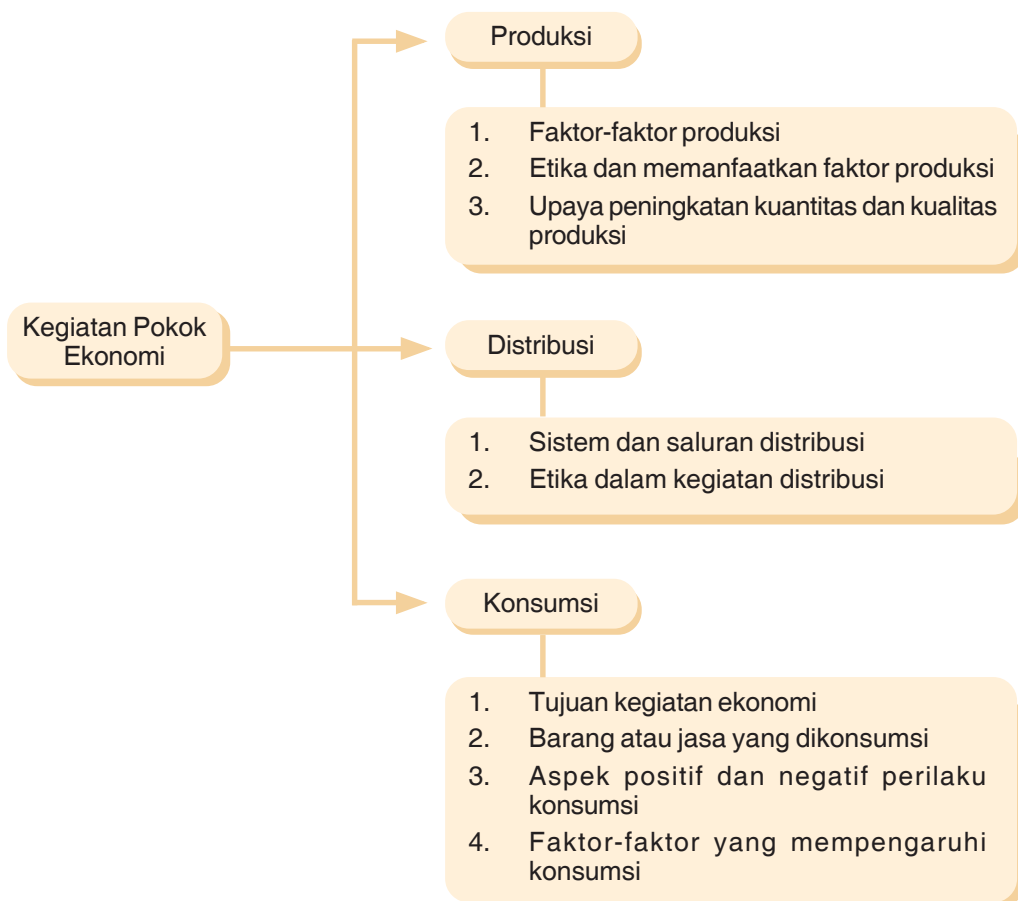 Produksi
1. Faktor-faktor produksi
2. Etika dan memanfaatkan faktor produksi
3. Upaya peningkatan kuantitas dan kualitas
produksi
Kegiatan Pokok
Ekonomi
Distribusi
1. Sistem dan saluran distribusi
2. Etika dalam kegiatan distribusi
Konsumsi
1. Tujuan kegiatan ekonomi
2. Barang atau jasa yang dikonsumsi
3. Aspek positif dan negatif perilaku
konsumsi
4. Faktor-faktor yang mempengaruhi
konsumsi